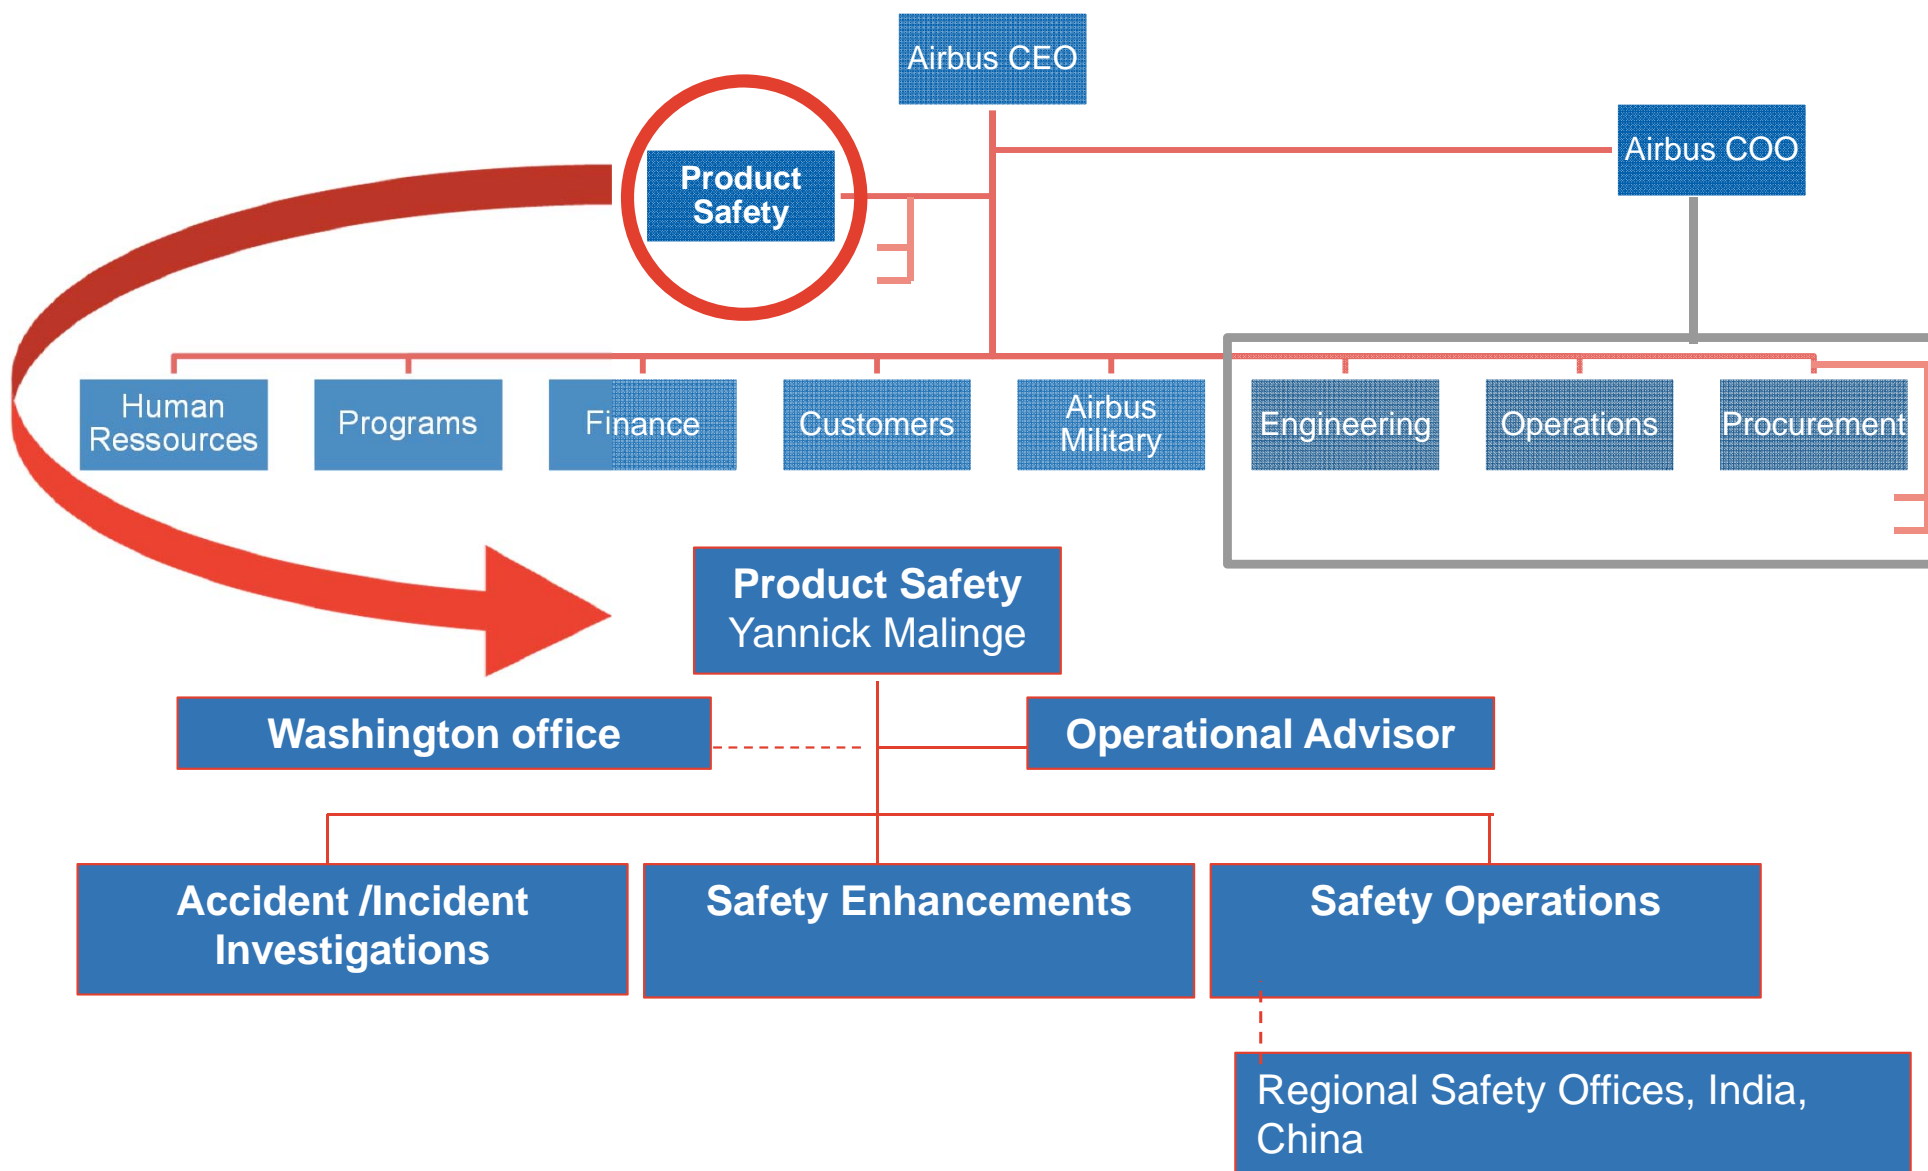 Airbus CEO
Airbus COO
Product
Safety
Human
Ressources
Programs
Finance
Customers
Airbus
Military
Engineering
Operations
Procurement
Product Safety
Yannick Malinge
Washington office
Operational Advisor
Accident /Incident
Investigations
Safety Enhancements
Safety Operations
Regional Safety Offices, India,
China